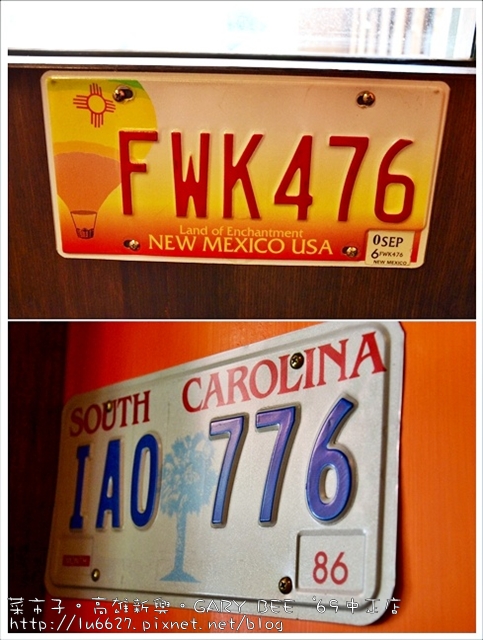 FWK476
Land of Enchantment
NEW MEXICO USA
0SEP
6FWK476
NEW MEXICO
SOUTH CAROLINA
IAO 776
86
菜市子。高雄新興。GARY BEE '69中正店
http://lu6627.pixnet.net/blog